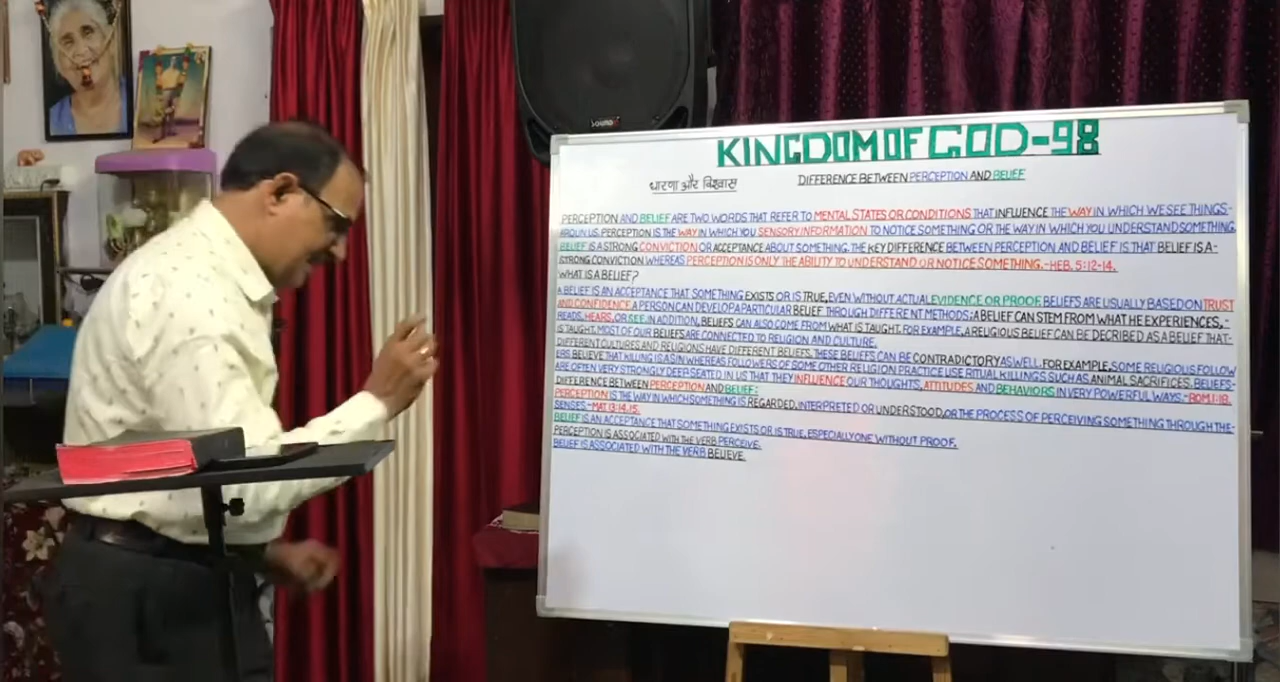 SOUND
KINGDOM OF GOD-98
धारणा और विश्वास
DIFFERENCE BETWEEN PERCEPTION AND BELIEF
PERCEPTION AND BELIEF ARE TWO WORDS THAT REFER TO MENTAL STATES OR CONDITIONS THAT INFLUENCE THE WAY IN WHICH WE SEE THINGS-
AROUN US. PERCEPTION IS THE WAY IN WHICH YOU SENSORY INFORMATION TO NOTICE SOMETHING OR THE WAY IN WHICH YOU UNDERSTAND SOMETHING.
BELIEF IS A STRONG CONVICTION OR ACCEPTANCE ABOUT SOMETHING. THE KEY DIFFERENCE BETWEEN PERCEPTION AND BELIEF IS THAT BELIEF IS A-
STRONG CONVICTION WHEREAS PERCEPTION IS ONLY THE ABILITY TO UNDERSTAND OR NOTICE SOMETHING.-HEB. 5:12-14.
WHAT IS A BELIEF?
A BELIEF IS AN ACCEPTANCE THAT SOMETHING EXISTS OR IS TRUE, EVEN WITHOUT ACTUAL EVIDENCE OR PROOF. BELIEFS ARE USUALLY BASED ON TRUST
AND CONFIDENCE. A PERSON CAN DEVELOP A PARTICULAR BELIEF THROUGH DIFFERENT METHODS; A BELIEF CAN STEM FROM WHAT HE EXPERIENCES,-
READS, HEARS, OR SEE. IN ADDITION, BELIEFS CAN ALSO COME FROM WHAT IS TAUGHT. FOR EXAMPLE, A RELIGIOUS BELIEF CAN BE DECRIBED AS A BELIEF THAT-
IS TAUGHT. MOST OF OUR BELIEFS ARE CONNECTED TO RELIGION AND CULTURE.
DIFFERENT CULTURES AND RELIGIONS HAVE DIFFERENT BELIEFS. THESE BELIEFS CAN BE CONTRADICTORY AS WELL. FOR EXAMPLE, SOME RELIGIOUS FOLLOW
ERS BELIEVE THAT KILLING IS A SIN WHEREAS FOLLOWERS OF SOME OTHER RELIGION PRACTICE USE RITUAL KILLINGS SUCH AS ANIMAL SACRIFICES. BELIEFS-
ARE OFTEN VERY STRONGLY DEEP SEATED IN US THAT THEY INFLUENCE OUR THOUGHTS, ATTITUDES AND BEHAVIORS IN VERY POWERFUL WAYS.-ROM.1:18.
DIFFERENCE BETWEEN PERCEPTION AND BELIEF:
PERCEPTION IS THE WAY IN WHICH SOMETHING IS REGARDED, INTERPRETED OR UNDERSTOOD, OR THE PROCESS OF PERCEIVING SOMETHING THROUGH THE-
SENSES.-MAT 13:14,15.
BELIEF IS AN ACCEPTANCE THAT SOMETHING EXISTS OR IS TRUE, ESPECIALLY ONE WITHOUT PROOF.
PERCEPTION IS ASSOCIATED WITH THE VERB PERCEIVE.
BELIEF IS ASSOCIATED WITH THE VERB BELIEVE.